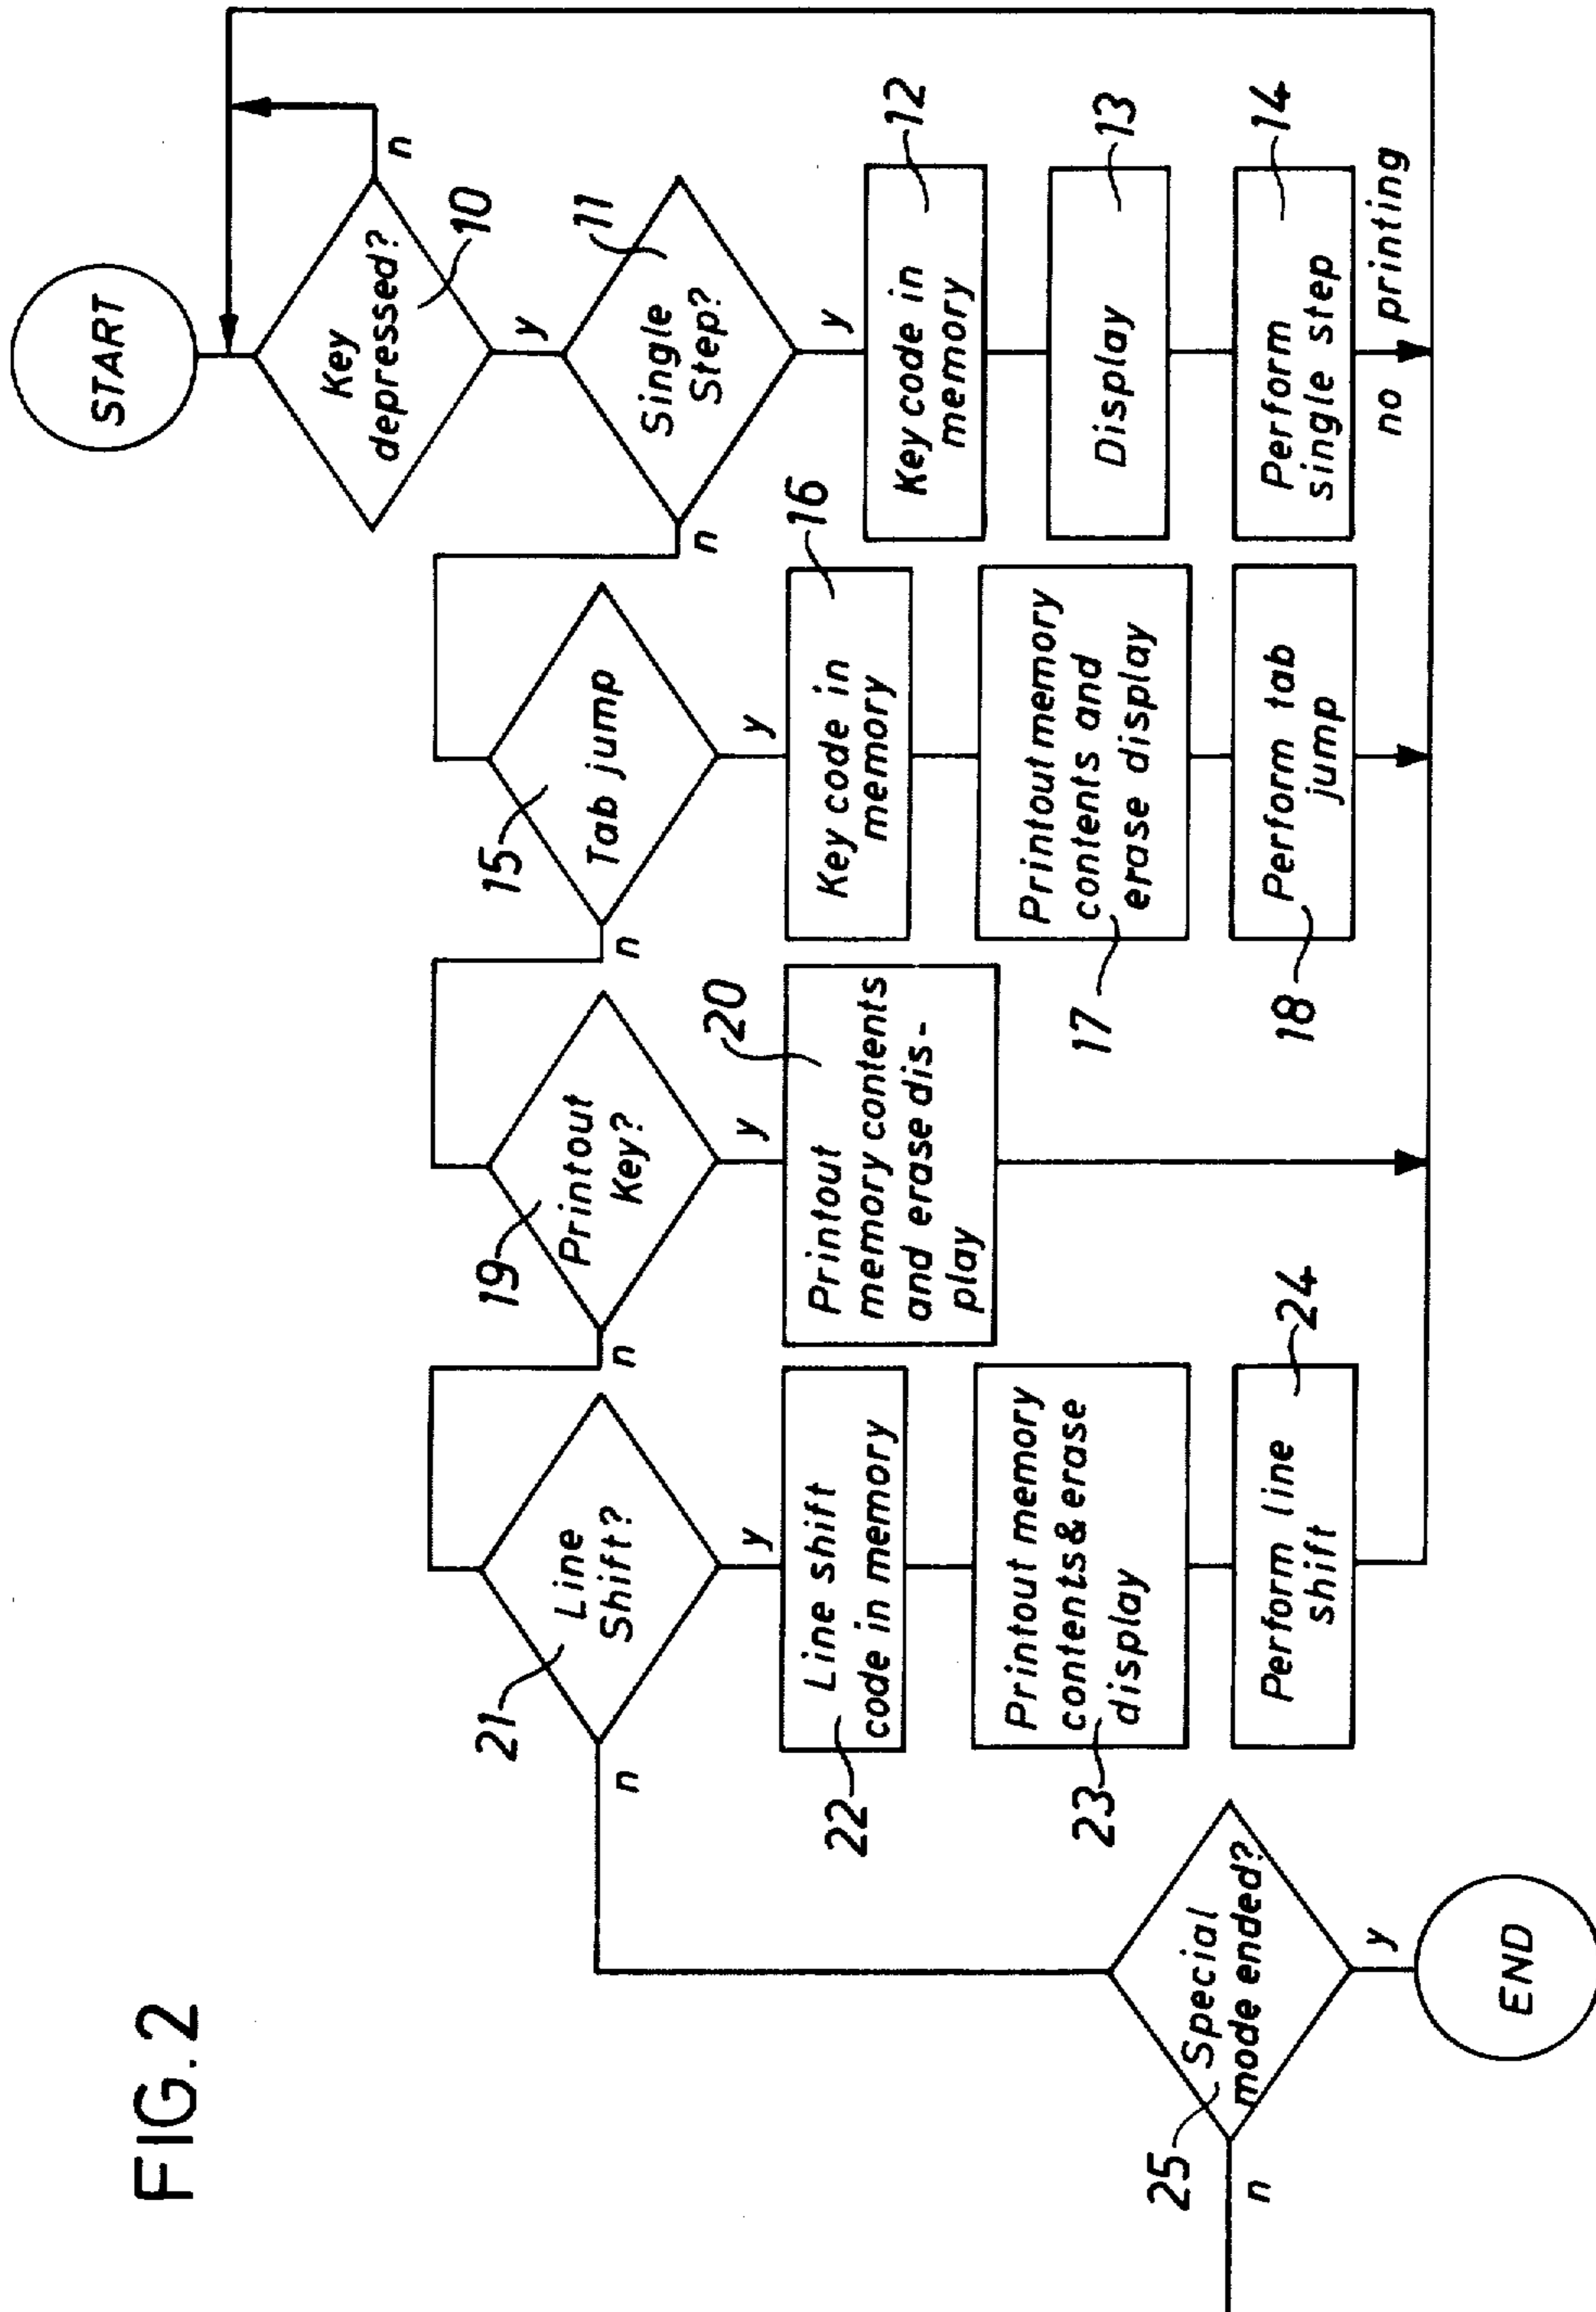 FIG.2
START
Key
depressed?
10
n
y
Single
Step?
11
n
y
Key code in
memory
12
Display
13
Perform
single step
14
no printing
Tab jump
15
n
y
Key code in
memory
16
Printout memory
contents and
erase display
17
Perform tab
jump
18
Printout
Key?
19
n
y
Printout
memory contents
and erase dis-
play
20
Line
Shift?
21
n
y
Line shift
code in memory
22
Printout memory
contents & erase
display
23
Perform line
shift
24
Special
mode ended?
25
n
y
END